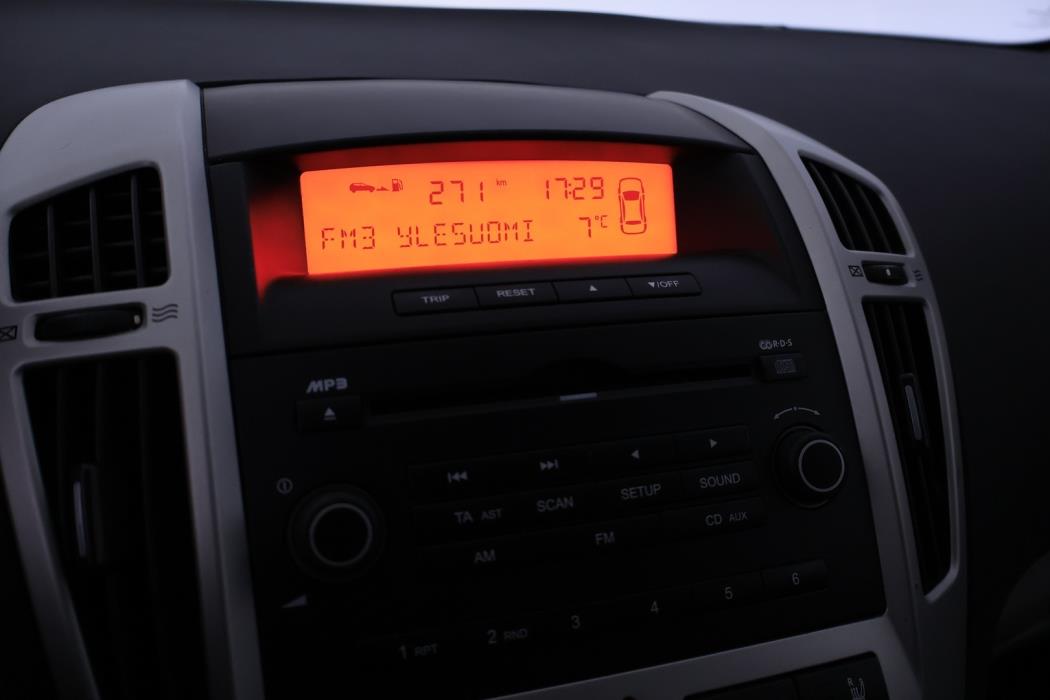 271 km 17:29
FM3 YLESUOMI 7°C
TRIP RESET ▲ ▼/OFF
R·D·S
MP3
SOUND
SETUP
SCAN
TA AST
CD AUX
FM
AM
1 RPT 2 RND 3 4 5 6
R